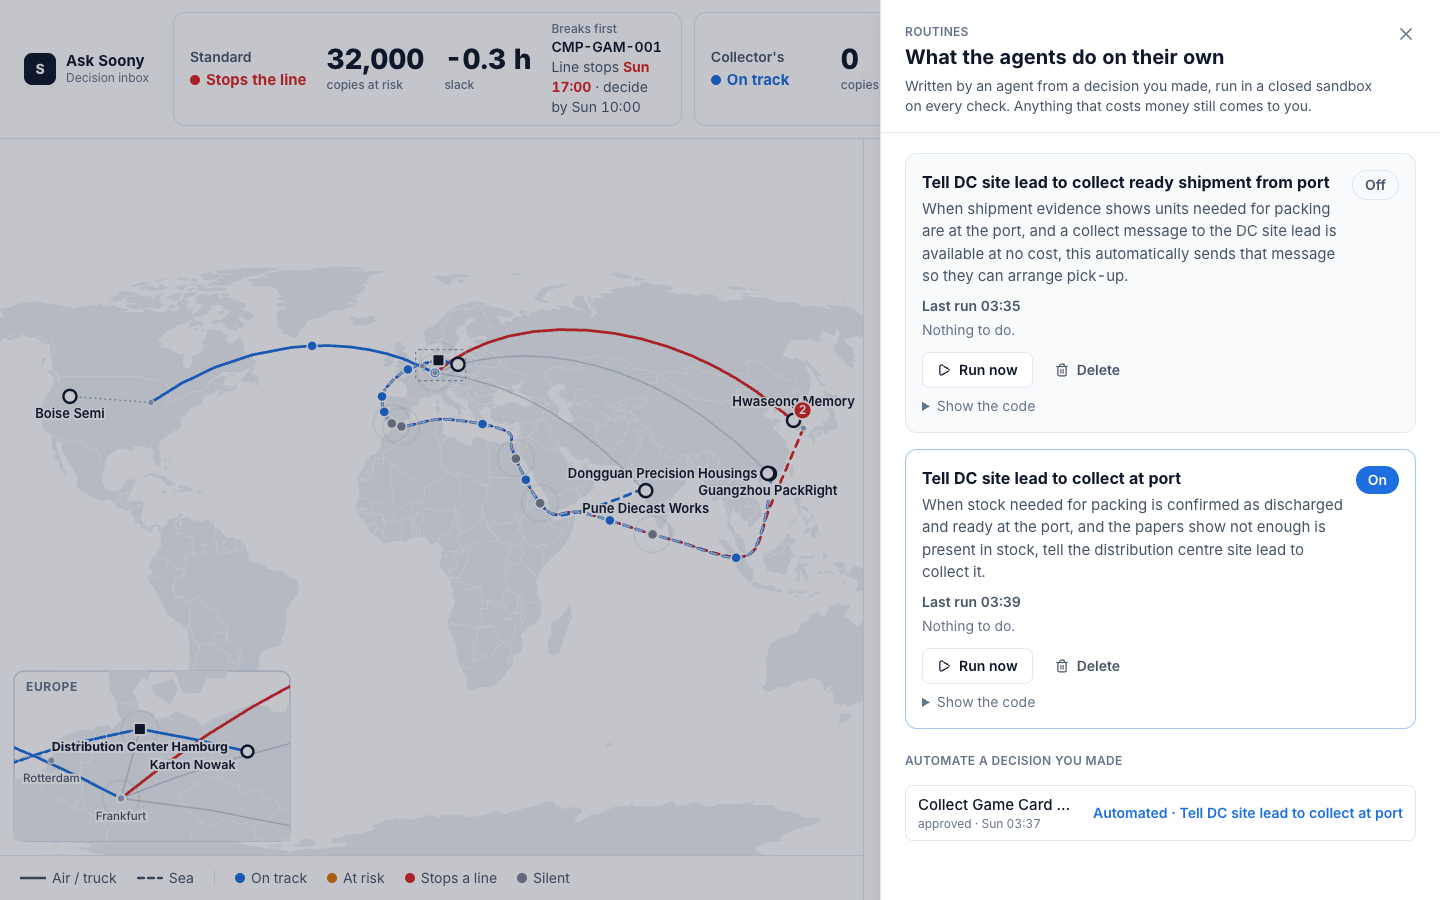 S
Ask Soony
Decision inbox
Standard
Stops the line
32,000
copies at risk
-0.3 h
slack
Breaks first
CMP-GAM-001
Line stops Sun
17:00 · decide
by Sun 10:00
Collector's
On track
0
copies
Boise Semi
Hwaseong Memory
2
Dongguan Precision Housings
Guangzhou PackRight
Pune Diecast Works
EUROPE
Distribution Center Hamburg
Karton Nowak
Rotterdam
Frankfurt
Air / truck
Sea
On track
At risk
Stops a line
Silent
ROUTINES
What the agents do on their own
Written by an agent from a decision you made, run in a closed sandbox
on every check. Anything that costs money still comes to you.
Tell DC site lead to collect ready shipment from port
Off
When shipment evidence shows units needed for packing
are at the port, and a collect message to the DC site lead is
available at no cost, this automatically sends that message
so they can arrange pick-up.
Last run 03:35
Nothing to do.
Run now
Delete
Show the code
Tell DC site lead to collect at port
On
When stock needed for packing is confirmed as discharged
and ready at the port, and the papers show not enough is
present in stock, tell the distribution centre site lead to
collect it.
Last run 03:39
Nothing to do.
Run now
Delete
Show the code
AUTOMATE A DECISION YOU MADE
Collect Game Card ...
approved · Sun 03:37
Automated · Tell DC site lead to collect at port